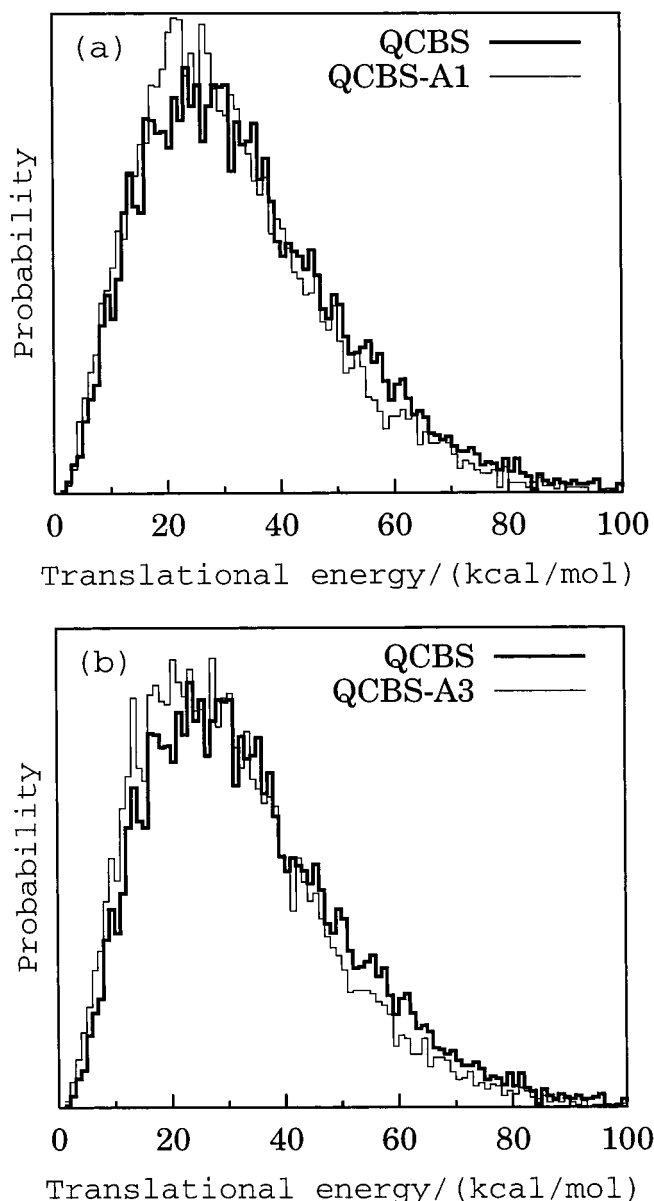 (a)
QCBS
QCBS-A1
Probability
0 20 40 60 80 100
Translational energy/(kcal/mol)
(b)
QCBS
QCBS-A3
Probability
0 20 40 60 80 100
Translational energy/(kcal/mol)